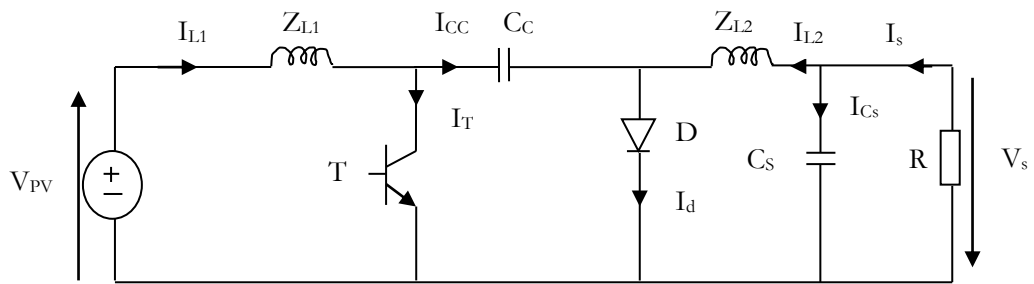 I_L1
Z_L1
I_CC
C_C
Z_L2
I_L2
I_s
I_T
I_Cs
V_PV
+
−
T
D
C_S
R
V_s
I_d